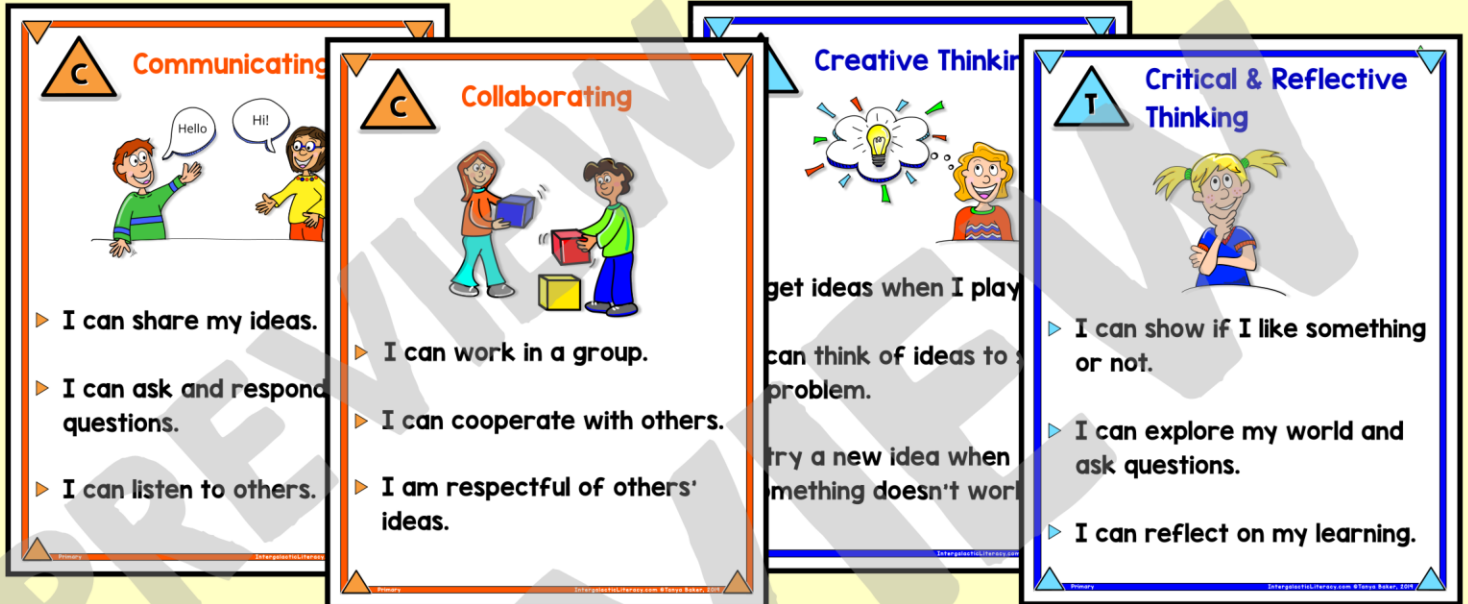 C
Communicating
Hello
Hi!
I can share my ideas.
I can ask and respond
questions.
I can listen to others.
Primary
IntergalacticLiteracy.
C
Collaborating
I can work in a group.
I can cooperate with others.
I am respectful of others'
ideas.
Primary
IntergalacticLiteracy.com ©Tanya Baker, 2019
Creative
get ideas when I play
can think of ideas to
problem.
try a new idea when
doesn't
IntergalacticLiteracy.com
T
Critical & Reflective
Thinking
I can show if I like something
or not.
I can explore my world and
ask questions.
I can reflect on my learning.
Primary
IntergalacticLiteracy.com ©Tanya Baker, 2019
PREVIEW